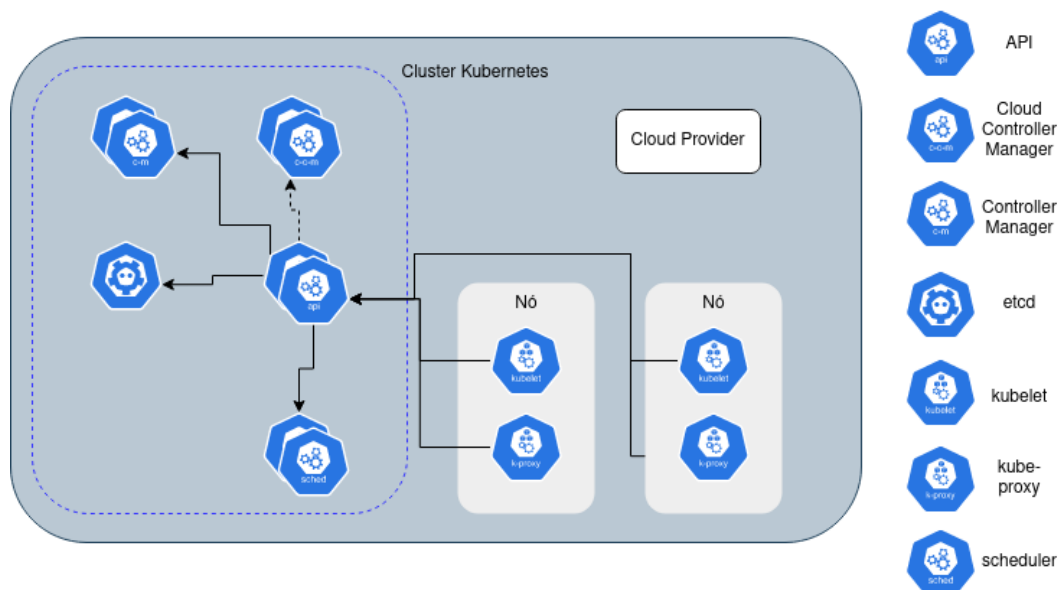 Cluster Kubernetes
Cloud Provider
c-m
c-c-m
api
sched
Nó
kubelet
k-proxy
Nó
kubelet
k-proxy
api
API
c-c-m
Cloud
Controller
Manager
c-m
Controller
Manager
etcd
kubelet
kubelet
k-proxy
kube-
proxy
sched
scheduler